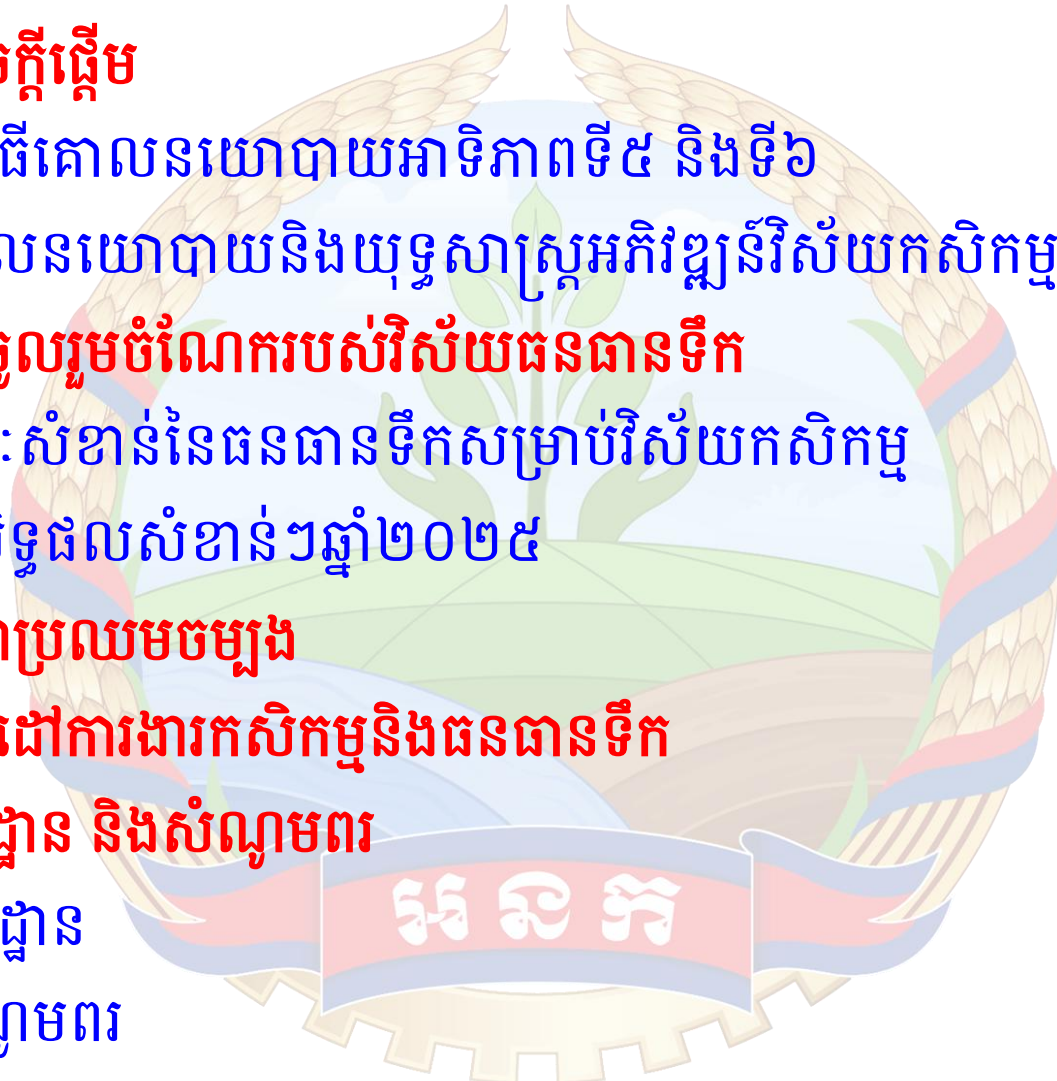 ចក្តីផ្តើម
ធីគោលនយោបាយអាទិភាពទី៥ និងទី៦
លនយោបាយនិងយុទ្ធសាស្ត្រអភិវឌ្ឍន៍វិស័យកសិកម្ម
ចូលរួមចំណែករបស់វិស័យធនធានទឹក
ៈសំខាន់នៃធនធានទឹកសម្រាប់វិស័យកសិកម្ម
ទ្ធផលសំខាន់ៗឆ្នាំ២០២៥
ប្រឈមចម្បង
ដៅការងារកសិកម្មនិងធនធានទឹក
ដ្ឋាន និងសំណូមពរ
ដ្ឋាន
ណូមពរ
អនក